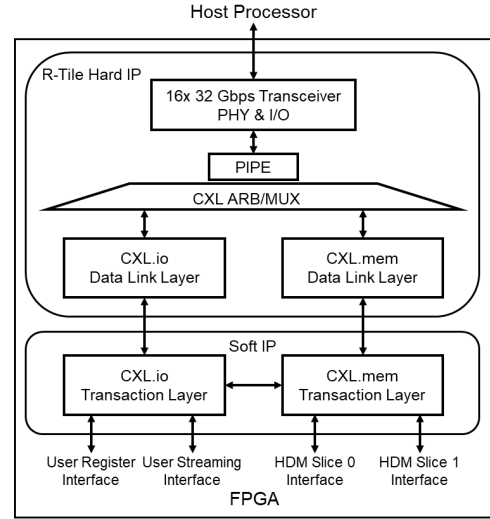 Host Processor
R-Tile Hard IP
16x 32 Gbps Transceiver
PHY & I/O
PIPE
CXL ARB/MUX
CXL.io
Data Link Layer
CXL.mem
Data Link Layer
Soft IP
CXL.io
Transaction Layer
CXL.mem
Transaction Layer
User Register
Interface
User Streaming
Interface
HDM Slice 0
Interface
HDM Slice 1
Interface
FPGA